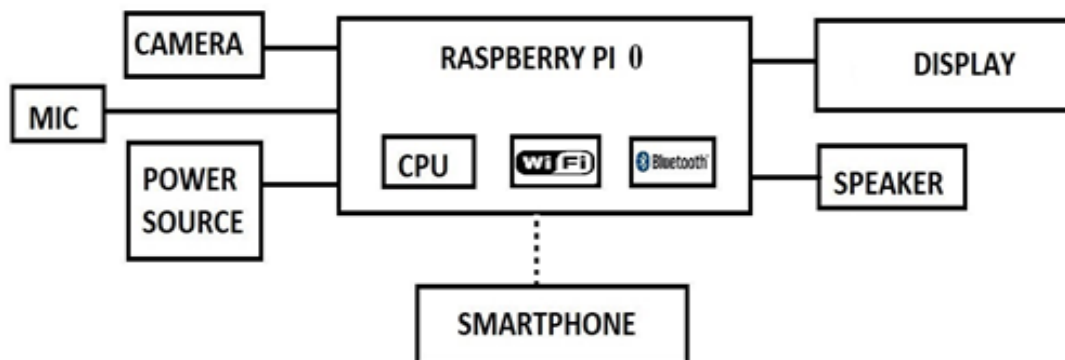 CAMERA
RASPBERRY PI 0
DISPLAY
MIC
CPU
WiFi
Bluetooth
POWER
SOURCE
SPEAKER
SMARTPHONE